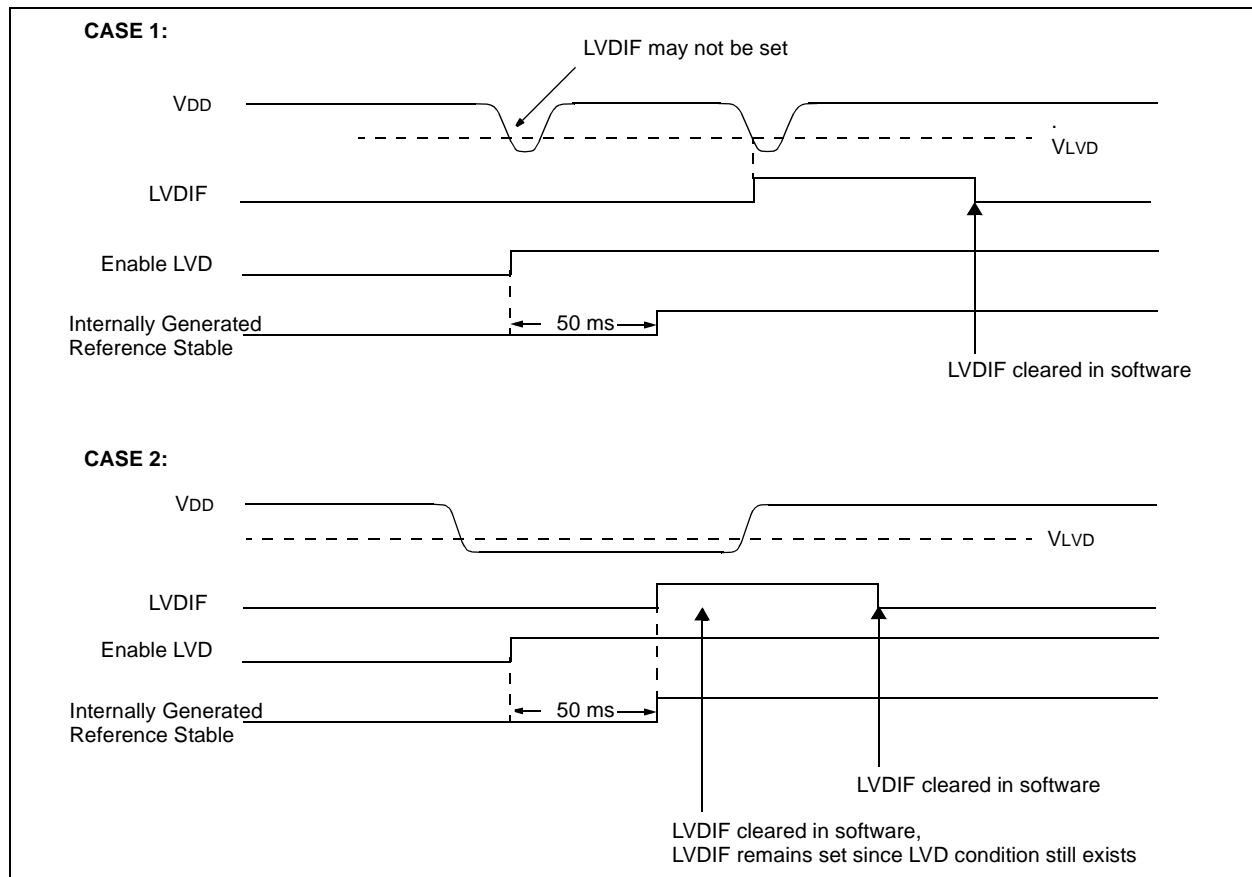 CASE 1:
LVDIF may not be set
VDD
.
VLVD
LVDIF
Enable LVD
50 ms
Internally Generated
Reference Stable
LVDIF cleared in software
CASE 2:
VDD
VLVD
LVDIF
Enable LVD
50 ms
Internally Generated
Reference Stable
LVDIF cleared in software
LVDIF cleared in software,
LVDIF remains set since LVD condition still exists